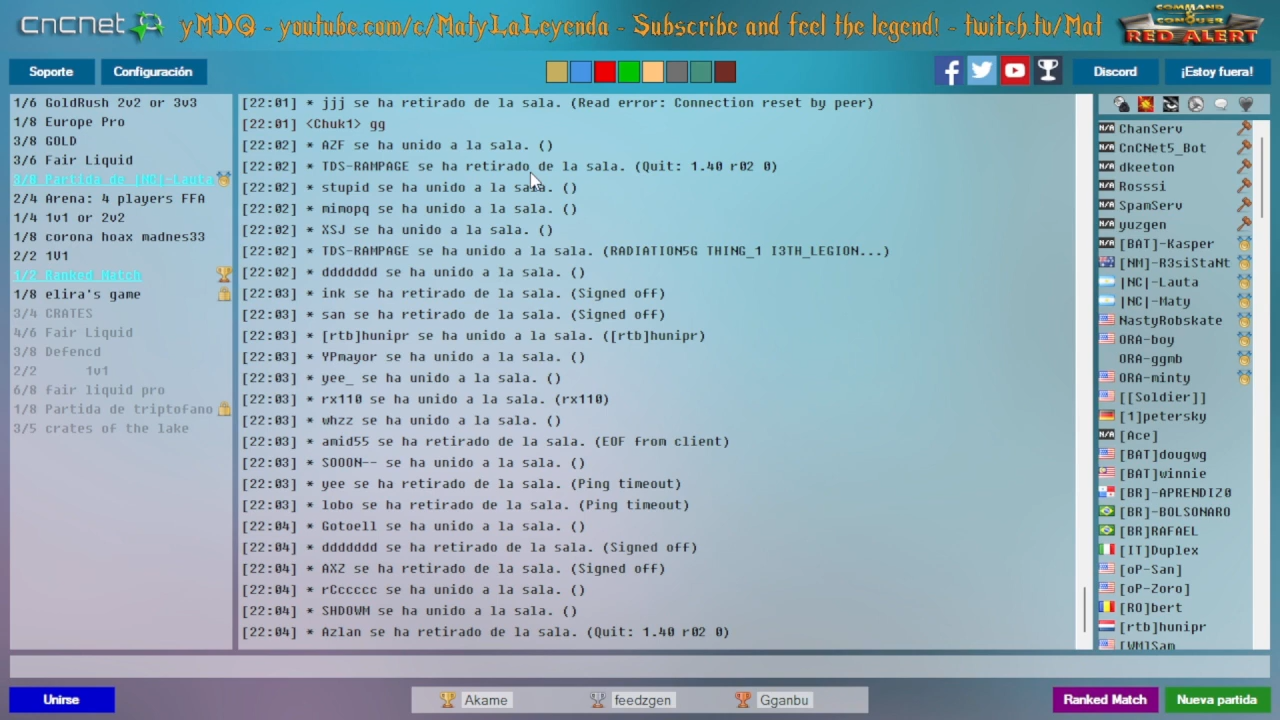 CnCNet
yMDQ - youtube.com/c/MatyLaLeyenda - Subscribe and feel the legend! - twitch.tv/Mat
COMMAND & CONQUER
RED ALERT
Soporte
Configuración
Discord
¡Estoy fuera!
1/6 GoldRush 2v2 or 3v3
1/8 Europe Pro
3/8 GOLD
3/6 Fair Liquid
3/8 Partida de |NC|-Lauta
2/4 Arena: 4 players FFA
1/4 1v1 or 2v2
1/8 corona hoax madnes33
2/2 1V1
1/2 Ranked Match
1/8 elira's game
3/4 CRATES
4/6 Fair Liquid
3/8 Defencd
2/2 1v1
6/8 fair liquid pro
1/8 Partida de triptofano
3/5 crates of the lake
[22:01] * jjj se ha retirado de la sala. (Read error: Connection reset by peer)
[22:01] <Chuk1> gg
[22:02] * AZF se ha unido a la sala. ()
[22:02] * TDS-RAMPAGE se ha retirado de la sala. (Quit: 1.40 r02 0)
[22:02] * stupid se ha unido a la sala. ()
[22:02] * mimopq se ha unido a la sala. ()
[22:02] * XSJ se ha unido a la sala. ()
[22:02] * TDS-RAMPAGE se ha unido a la sala. (RADIATION5G THING_1 I3TH_LEGION...)
[22:02] * ddddddd se ha unido a la sala. ()
[22:03] * ink se ha retirado de la sala. (Signed off)
[22:03] * san se ha retirado de la sala. (Signed off)
[22:03] * [rtb]hunipr se ha unido a la sala. ([rtb]hunipr)
[22:03] * YPmayor se ha unido a la sala. ()
[22:03] * yee_ se ha unido a la sala. ()
[22:03] * rx110 se ha unido a la sala. (rx110)
[22:03] * whzz se ha unido a la sala. ()
[22:03] * amid55 se ha retirado de la sala. (EOF from client)
[22:03] * SOOON-- se ha unido a la sala. ()
[22:03] * yee se ha retirado de la sala. (Ping timeout)
[22:03] * lobo se ha retirado de la sala. (Ping timeout)
[22:04] * Gotoell se ha unido a la sala. ()
[22:04] * ddddddd se ha retirado de la sala. (Signed off)
[22:04] * AXZ se ha retirado de la sala. (Signed off)
[22:04] * rCccccc se ha unido a la sala. ()
[22:04] * SHDOWM se ha unido a la sala. ()
[22:04] * Azlan se ha retirado de la sala. (Quit: 1.40 r02 0)
N/A ChanServ
N/A CnCNet5_Bot
N/A dkeeton
N/A Rosssi
N/A SpamServ
N/A yuzgen
N/A [BAT]-Kasper
[NM]-R3siStaNt
|NC|-Lauta
|NC|-Maty
NastyRobskate
ORA-boy
ORA-ggmb
ORA-minty
[[Soldier]]
[1]petersky
N/A [Ace]
[BAT]dougwg
[BAT]winnie
[BR]-APRENDIZ0
[BR]-BOLSONARO
[BR]RAFAEL
[IT]Duplex
[oP-San]
[oP-Zoro]
[RO]bert
[rtb]hunipr
[WM]Sam
Unirse
Akame
feedzgen
Gganbu
Ranked Match
Nueva partida